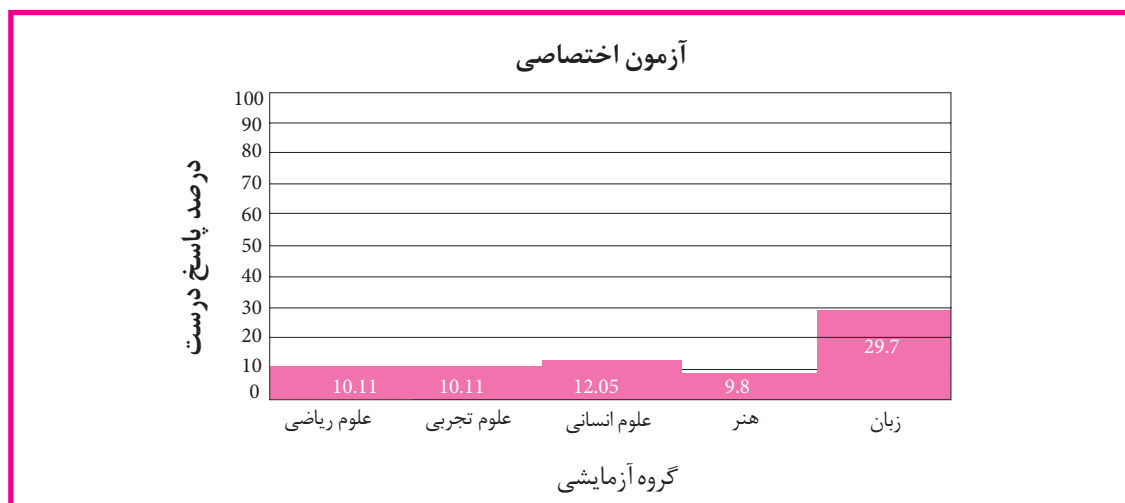 آزمون اختصاصی
درصد پاسخ درست
100
90
80
70
60
50
40
30
20
10
0
10.11
10.11
12.05
9.8
29.7
علوم ریاضی
علوم تجربی
علوم انسانی
هنر
زبان
گروه آزمایشی